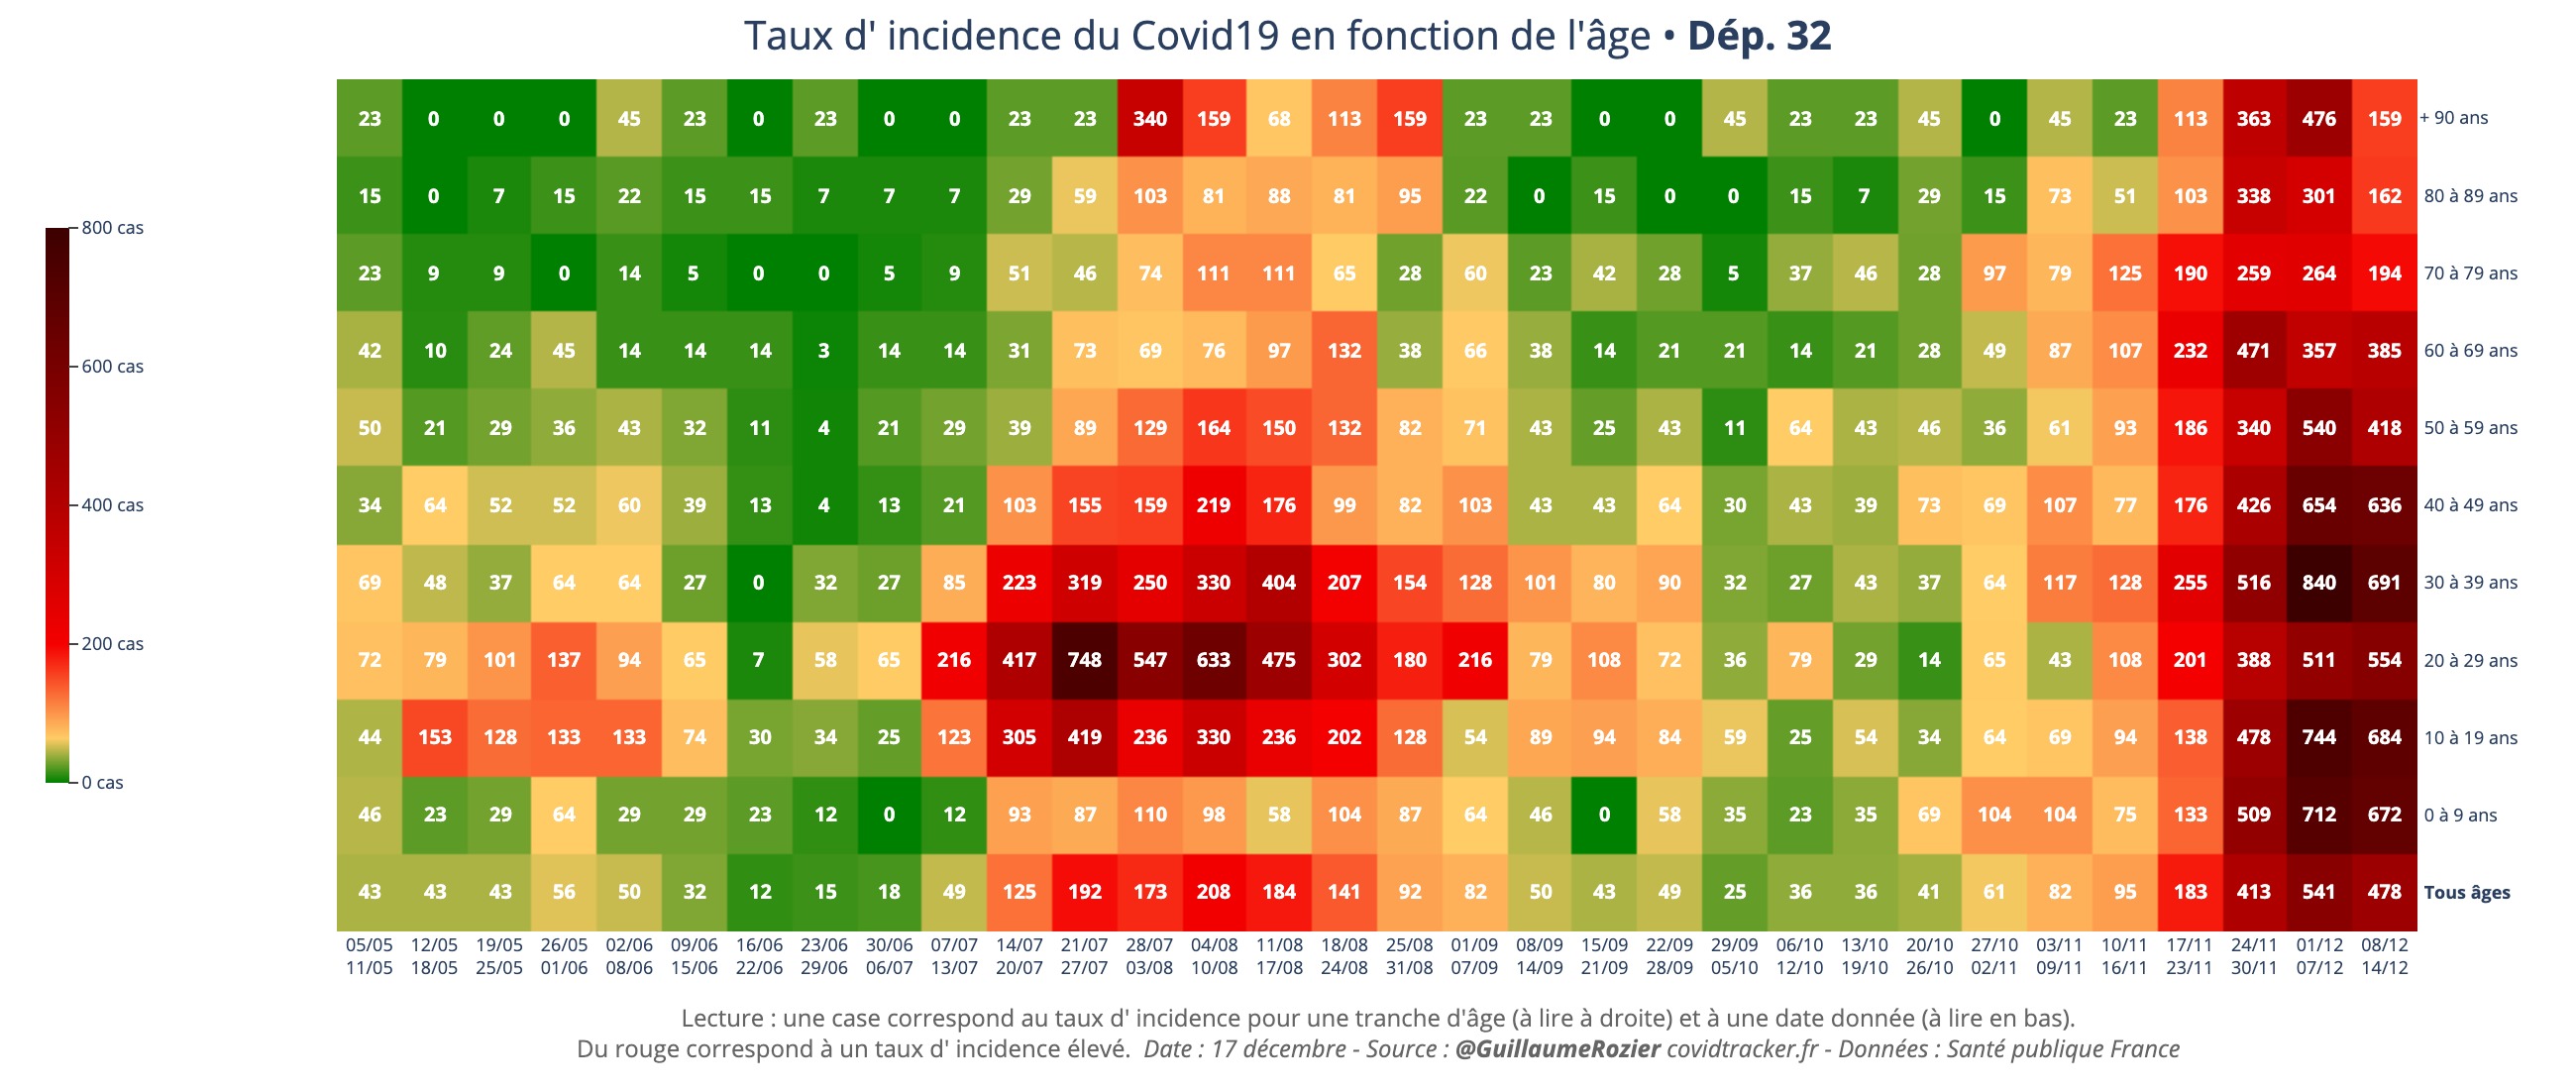 Taux d' incidence du Covid19 en fonction de l'âge • Dép. 32
23 0 0 0 45 23 0 23 0 0 23 23 340 159 68 113 159 23 23 0 0 45 23 23 45 0 45 23 113 363 476 159 + 90 ans
15 0 7 15 22 15 15 7 7 7 29 59 103 81 88 81 95 22 0 15 0 0 15 7 29 15 73 51 103 338 301 162 80 à 89 ans
800 cas
23 9 9 0 14 5 0 0 5 9 51 46 74 111 111 65 28 60 23 42 28 5 37 46 28 97 79 125 190 259 264 194 70 à 79 ans
42 10 24 45 14 14 14 3 14 14 31 73 69 76 97 132 38 66 38 14 21 21 14 21 28 49 87 107 232 471 357 385 60 à 69 ans
600 cas
50 21 29 36 43 32 11 4 21 29 39 89 129 164 150 132 82 71 43 25 43 11 64 43 46 36 61 93 186 340 540 418 50 à 59 ans
400 cas
34 64 52 52 60 39 13 4 13 21 103 155 159 219 176 99 82 103 43 43 64 30 43 39 73 69 107 77 176 426 654 636 40 à 49 ans
69 48 37 64 64 27 0 32 27 85 223 319 250 330 404 207 154 128 101 80 90 32 27 43 37 64 117 128 255 516 840 691 30 à 39 ans
200 cas
72 79 101 137 94 65 7 58 65 216 417 748 547 633 475 302 180 216 79 108 72 36 79 29 14 65 43 108 201 388 511 554 20 à 29 ans
44 153 128 133 133 74 30 34 25 123 305 419 236 330 236 202 128 54 89 94 84 59 25 54 34 64 69 94 138 478 744 684 10 à 19 ans
0 cas
46 23 29 64 29 29 23 12 0 12 93 87 110 98 58 104 87 64 46 0 58 35 23 35 69 104 104 75 133 509 712 672 0 à 9 ans
43 43 43 56 50 32 12 15 18 49 125 192 173 208 184 141 92 82 50 43 49 25 36 36 41 61 82 95 183 413 541 478 Tous âges
05/05 12/05 19/05 26/05 02/06 09/06 16/06 23/06 30/06 07/07 14/07 21/07 28/07 04/08 11/08 18/08 25/08 01/09 08/09 15/09 22/09 29/09 06/10 13/10 20/10 27/10 03/11 10/11 17/11 24/11 01/12 08/12
11/05 18/05 25/05 01/06 08/06 15/06 22/06 29/06 06/07 13/07 20/07 27/07 03/08 10/08 17/08 24/08 31/08 07/09 14/09 21/09 28/09 05/10 12/10 19/10 26/10 02/11 09/11 16/11 23/11 30/11 07/12 14/12
Lecture : une case correspond au taux d' incidence pour une tranche d'âge (à lire à droite) et à une date donnée (à lire en bas).
Du rouge correspond à un taux d' incidence élevé. Date : 17 décembre - Source : @GuillaumeRozier covidtracker.fr - Données : Santé publique France